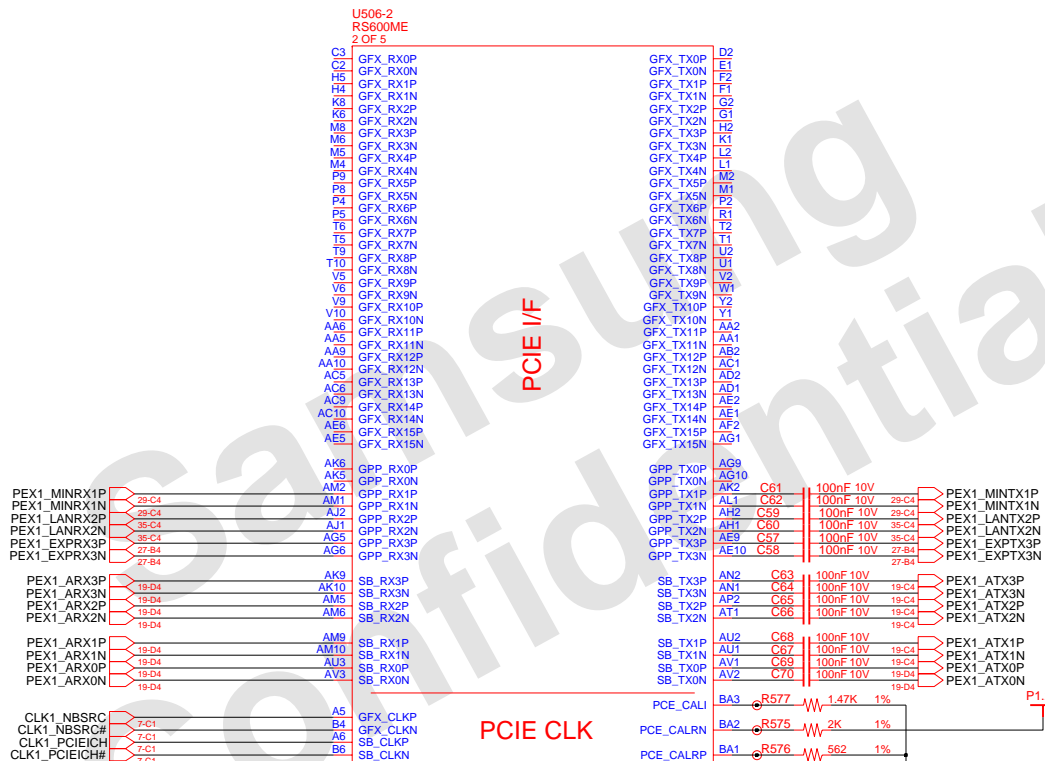 U506-2
RS600ME
2 OF 5
C3 GFX_RX0P GFX_TX0P D2
C2 GFX_RX0N GFX_TX0N E1
H5 GFX_RX1P GFX_TX1P F2
H4 GFX_RX1N GFX_TX1N F1
K8 GFX_RX2P GFX_TX2P G2
K6 GFX_RX2N GFX_TX2N G1
M8 GFX_RX3P GFX_TX3P H2
M6 GFX_RX3N GFX_TX3N K1
M5 GFX_RX4P GFX_TX4P L2
M4 GFX_RX4N GFX_TX4N L1
P9 GFX_RX5P GFX_TX5P M2
P8 GFX_RX5N GFX_TX5N M1
P4 GFX_RX6P GFX_TX6P P2
P5 GFX_RX6N GFX_TX6N R1
T6 GFX_RX7P GFX_TX7P T2
T5 GFX_RX7N GFX_TX7N T1
T9 GFX_RX8P GFX_TX8P U2
T10 GFX_RX8N GFX_TX8N U1
V5 GFX_RX9P GFX_TX9P V2
V6 GFX_RX9N GFX_TX9N W1
V9 GFX_RX10P GFX_TX10P Y2
V10 GFX_RX10N GFX_TX10N Y1
AA6 GFX_RX11P GFX_TX11P AA2
AA5 GFX_RX11N GFX_TX11N AA1
AA9 GFX_RX12P GFX_TX12P AB2
AA10 GFX_RX12N GFX_TX12N AC1
AC5 GFX_RX13P GFX_TX13P AD2
AC6 GFX_RX13N GFX_TX13N AD1
AC9 GFX_RX14P GFX_TX14P AE2
AC10 GFX_RX14N GFX_TX14N AE1
AE6 GFX_RX15P GFX_TX15P AF2
AE5 GFX_RX15N GFX_TX15N AG1
PCIE I/F
AK6 GPP_RX0P GPP_TX0P AG9
AK5 GPP_RX0N GPP_TX0N AG10
PEX1_MINRX1P 29-C4 AM2 GPP_RX1P GPP_TX1P AK2 C61 100nF 10V 29-C4 PEX1_MINTX1P
PEX1_MINRX1N 29-C4 AM1 GPP_RX1N GPP_TX1N AL1 C62 100nF 10V 29-C4 PEX1_MINTX1N
PEX1_LANRX2P 35-C4 AJ2 GPP_RX2P GPP_TX2P AH2 C59 100nF 10V 35-C4 PEX1_LANTX2P
PEX1_LANRX2N 35-C4 AJ1 GPP_RX2N GPP_TX2N AH1 C60 100nF 10V 35-C4 PEX1_LANTX2N
PEX1_EXPRX3P 27-B4 AG5 GPP_RX3P GPP_TX3P AE9 C57 100nF 10V 27-B4 PEX1_EXPTX3P
PEX1_EXPRX3N 27-B4 AG6 GPP_RX3N GPP_TX3N AE10 C58 100nF 10V 27-B4 PEX1_EXPTX3N
PEX1_ARX3P 19-D4 AK9 SB_RX3P SB_TX3P AN2 C63 100nF 10V 19-C4 PEX1_ATX3P
PEX1_ARX3N 19-D4 AK10 SB_RX3N SB_TX3N AN1 C64 100nF 10V 19-C4 PEX1_ATX3N
PEX1_ARX2P 19-D4 AM5 SB_RX2P SB_TX2P AP2 C65 100nF 10V 19-C4 PEX1_ATX2P
PEX1_ARX2N 19-D4 AM6 SB_RX2N SB_TX2N AT1 C66 100nF 10V 19-C4 PEX1_ATX2N
PEX1_ARX1P 19-D4 AM9 SB_RX1P SB_TX1P AU2 C68 100nF 10V 19-C4 PEX1_ATX1P
PEX1_ARX1N 19-D4 AM10 SB_RX1N SB_TX1N AU1 C67 100nF 10V 19-C4 PEX1_ATX1N
PEX1_ARX0P 19-D4 AU3 SB_RX0P SB_TX0P AV1 C69 100nF 10V 19-D4 PEX1_ATX0P
PEX1_ARX0N 19-D4 AV3 SB_RX0N SB_TX0N AV2 C70 100nF 10V 19-D4 PEX1_ATX0N
PCE_CALI BA3 R577 1.47K 1% P1.
CLK1_NBSRC 7-C1 A5 GFX_CLKP
CLK1_NBSRC# 7-C1 B4 GFX_CLKN PCIE CLK PCE_CALRN BA2 R575 2K 1%
CLK1_PCIEICH 7-C1 A6 SB_CLKP
CLK1_PCIEICH# B6 SB_CLKN PCE_CALRP BA1 R576 562 1%
Samsung
Confidential